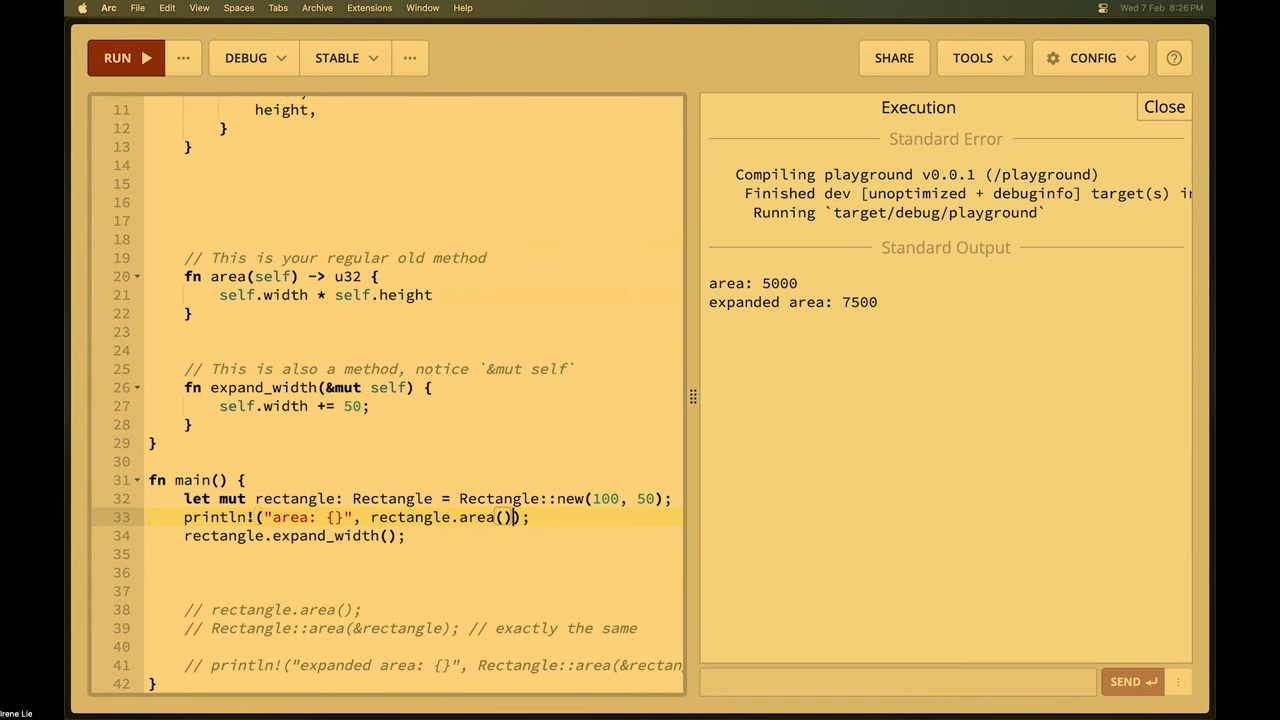 Arc File Edit View Spaces Tabs Archive Extensions Window Help Wed 7 Feb 8:26 PM
RUN ▶ ··· DEBUG STABLE ··· SHARE TOOLS CONFIG ?
11 height,
12 }
13 }
14
15
16
17
18
19 // This is your regular old method
20 fn area(self) -> u32 {
21 self.width * self.height
22 }
23
24
25 // This is also a method, notice `&mut self`
26 fn expand_width(&mut self) {
27 self.width += 50;
28 }
29 }
30
31 fn main() {
32 let mut rectangle: Rectangle = Rectangle::new(100, 50);
33 println!("area: {}", rectangle.area());
34 rectangle.expand_width();
35
36
37
38 // rectangle.area();
39 // Rectangle::area(&rectangle); // exactly the same
40
41 // println!("expanded area: {}", Rectangle::area(&rectan
42 }
Execution Close
Standard Error
Compiling playground v0.0.1 (/playground)
Finished dev [unoptimized + debuginfo] target(s) in
Running `target/debug/playground`
Standard Output
area: 5000
expanded area: 7500
SEND ↵
Irene Lie